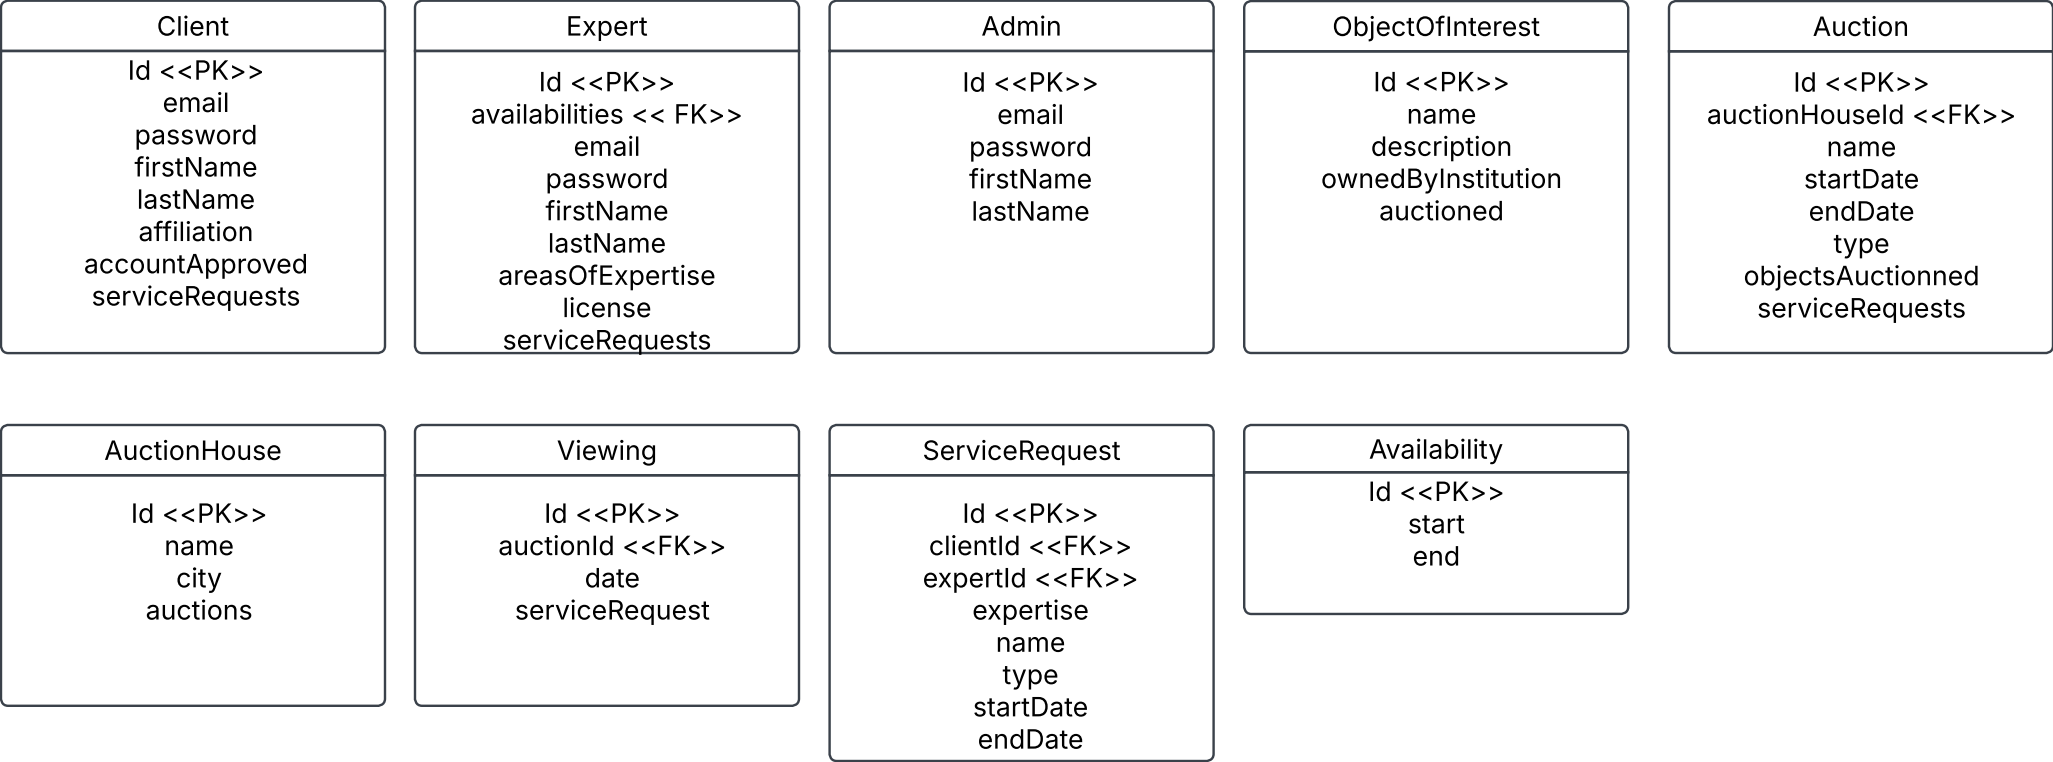 Client
Id <<PK>>
email
password
firstName
lastName
affiliation
accountApproved
serviceRequests
Expert
Id <<PK>>
availabilities << FK>>
email
password
firstName
lastName
areasOfExpertise
license
serviceRequests
Admin
Id <<PK>>
email
password
firstName
lastName
ObjectOfInterest
Id <<PK>>
name
description
ownedByInstitution
auctioned
Auction
Id <<PK>>
auctionHouseId <<FK>>
name
startDate
endDate
type
objectsAuctionned
serviceRequests
AuctionHouse
Id <<PK>>
name
city
auctions
Viewing
Id <<PK>>
auctionId <<FK>>
date
serviceRequest
ServiceRequest
Id <<PK>>
clientId <<FK>>
expertId <<FK>>
expertise
name
type
startDate
endDate
Availability
Id <<PK>>
start
end